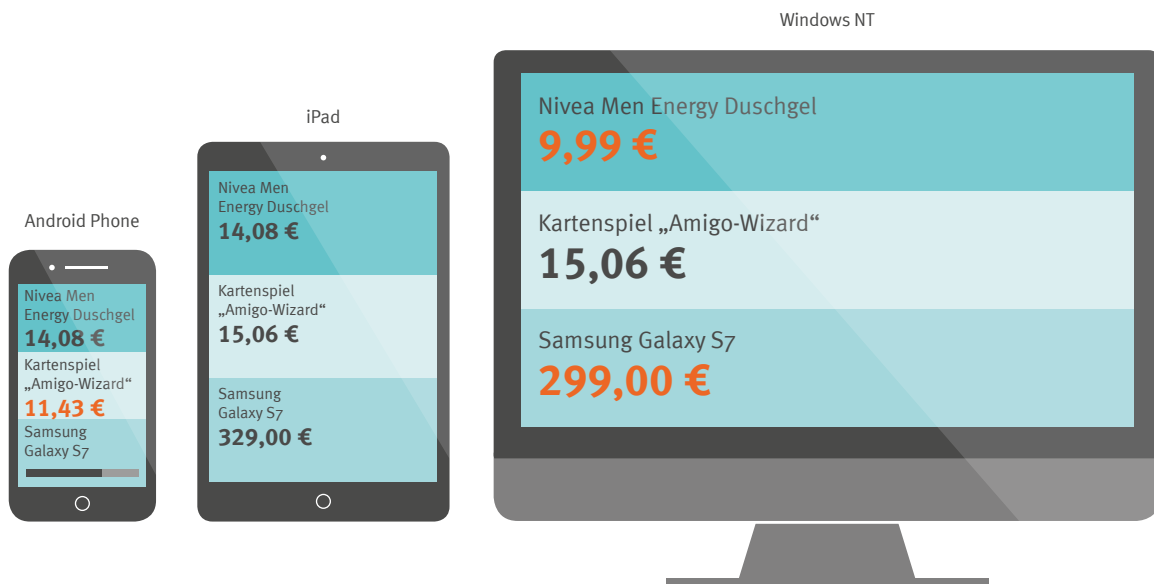 Android Phone
Nivea Men
Energy Duschgel
14,08 €
Kartenspiel
„Amigo-Wizard“
11,43 €
Samsung
Galaxy S7
iPad
Nivea Men
Energy Duschgel
14,08 €
Kartenspiel
„Amigo-Wizard“
15,06 €
Samsung
Galaxy S7
329,00 €
Windows NT
Nivea Men Energy Duschgel
9,99 €
Kartenspiel „Amigo-Wizard“
15,06 €
Samsung Galaxy S7
299,00 €